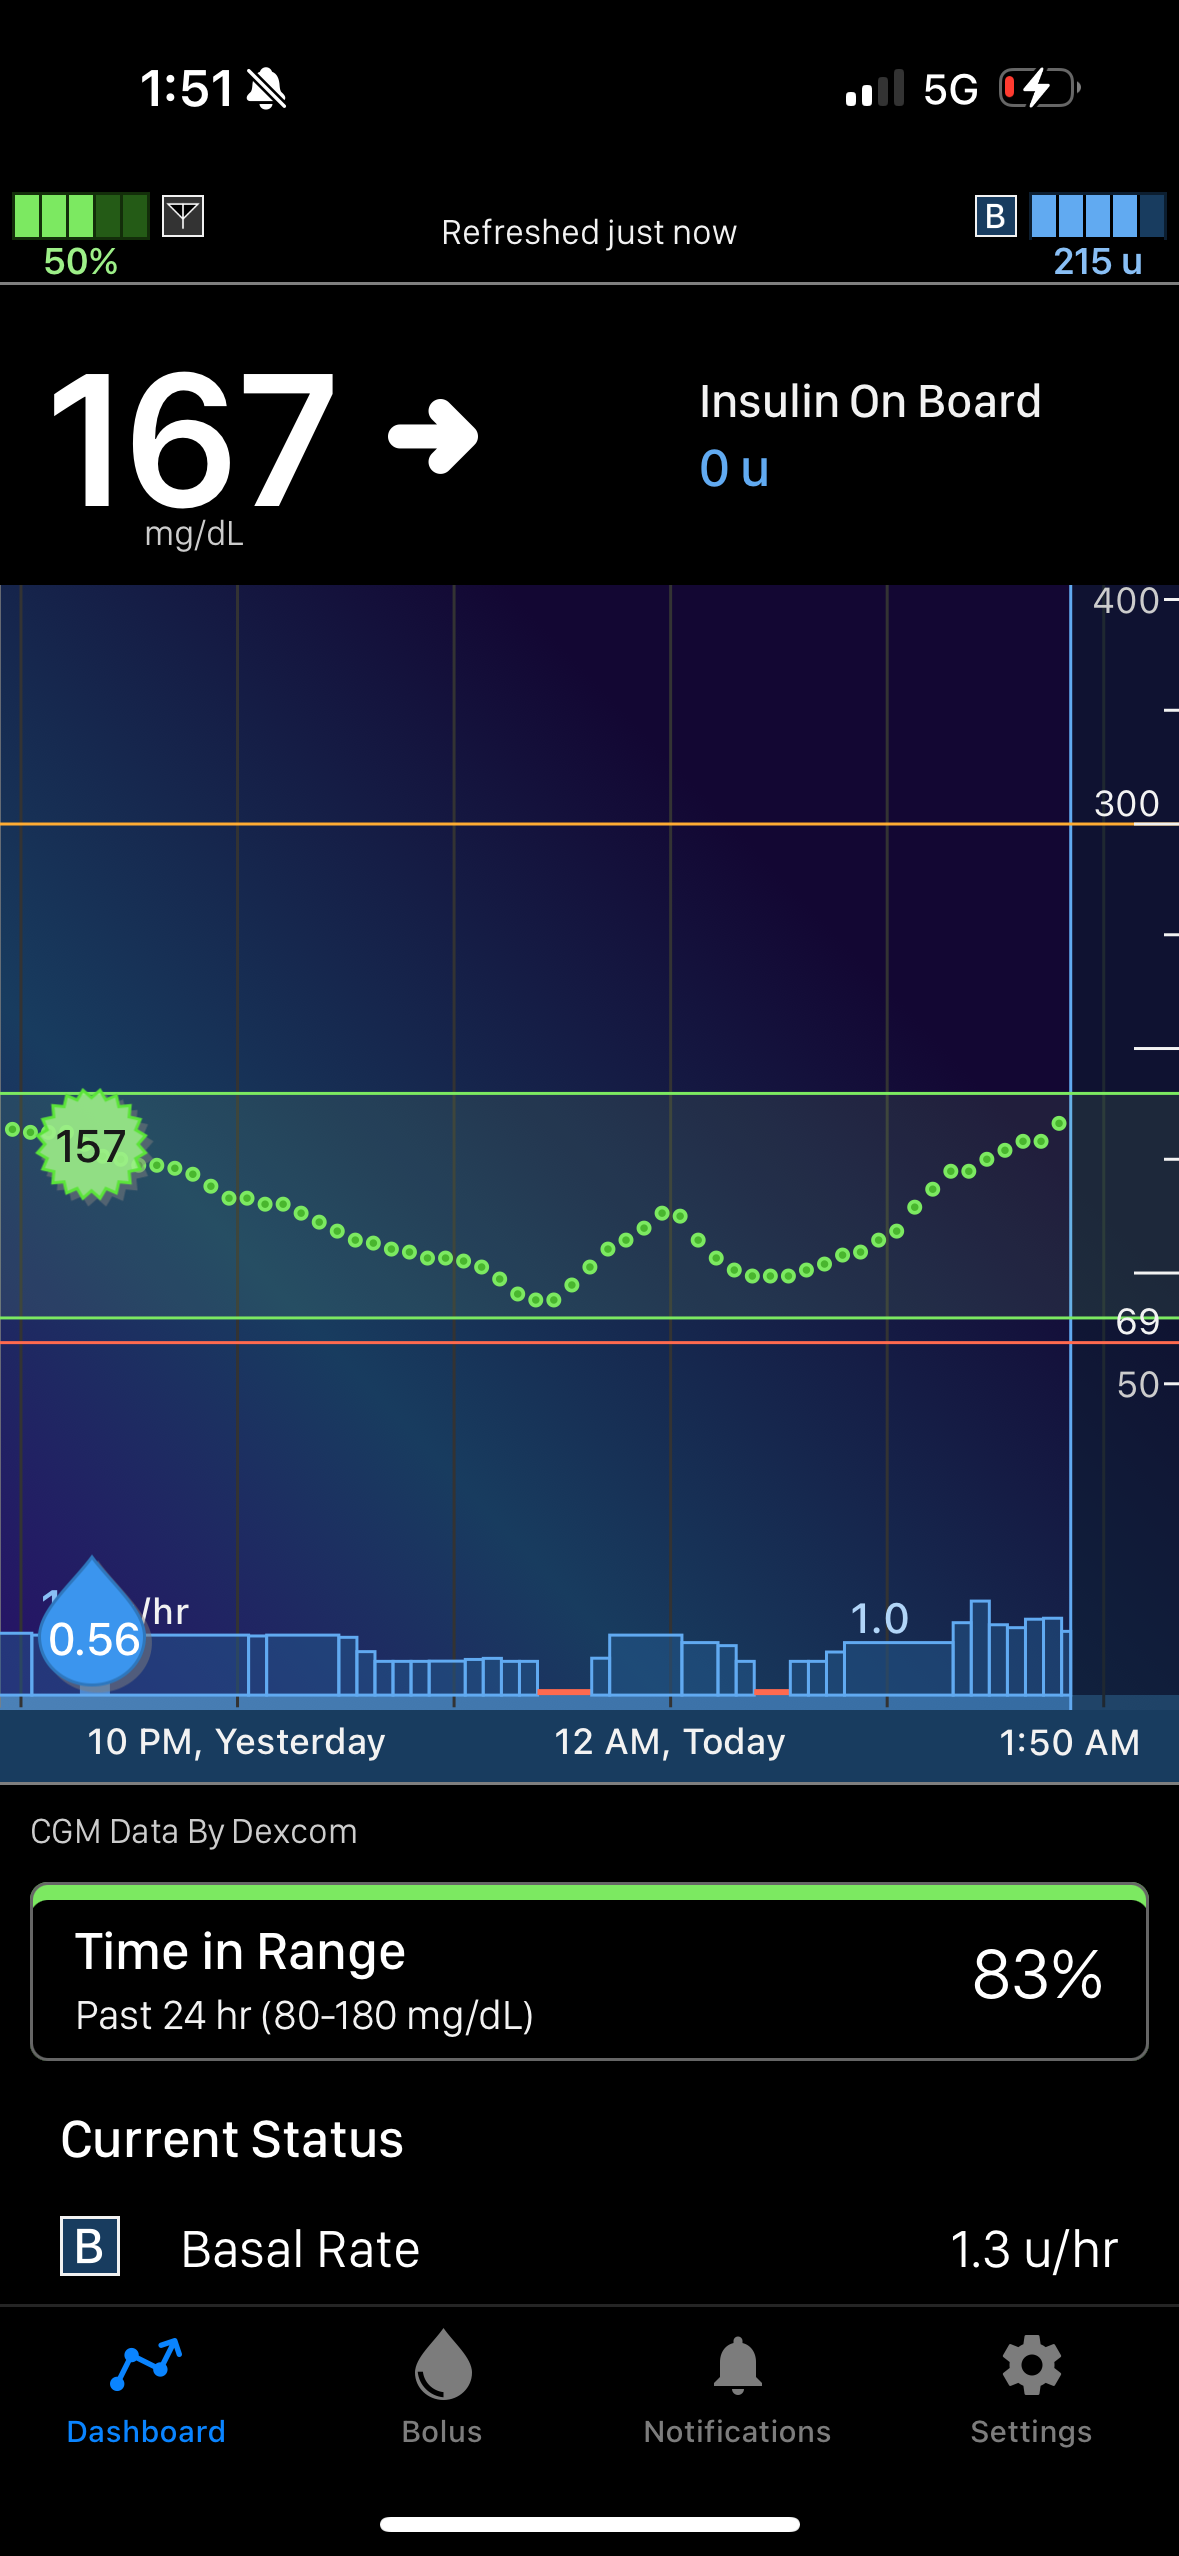 1:51
5G
50%
Refreshed just now
B
215 u
167
mg/dL
Insulin On Board
0 u
400
300
157
69
50
/hr
0.56
1.0
10 PM, Yesterday
12 AM, Today
1:50 AM
CGM Data By Dexcom
Time in Range
Past 24 hr (80-180 mg/dL)
83%
Current Status
B
Basal Rate
1.3 u/hr
Dashboard
Bolus
Notifications
Settings